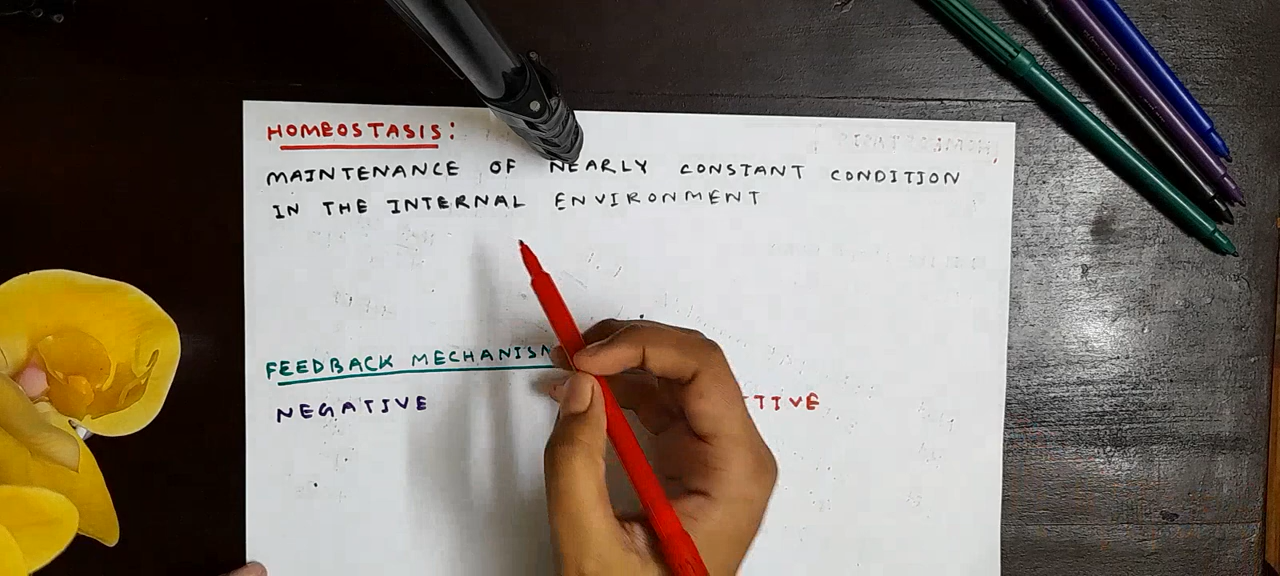 HOMEOSTASIS:
MAINTENANCE OF NEARLY CONSTANT CONDITION
IN THE INTERNAL ENVIRONMENT
FEEDBACK MECHANISM
NEGATIVE